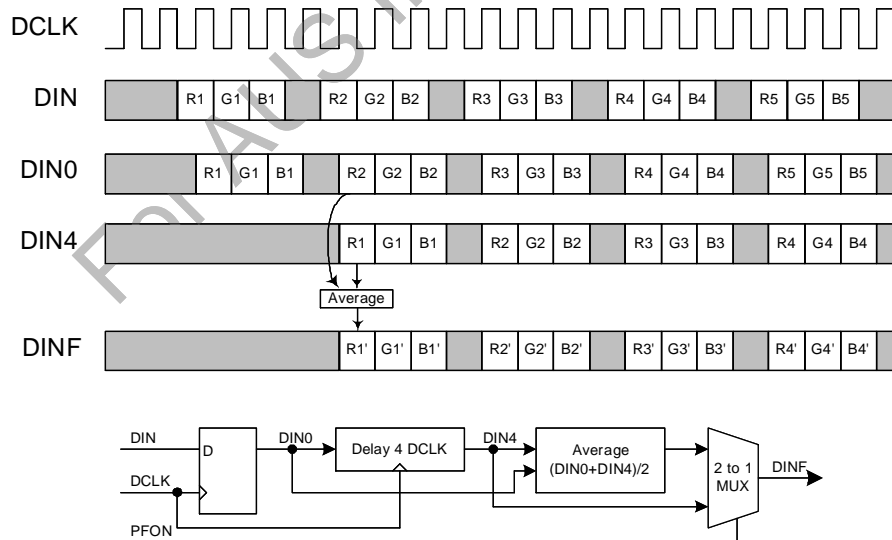 For AUS
DCLK
DIN R1 G1 B1 R2 G2 B2 R3 G3 B3 R4 G4 B4 R5 G5 B5
DIN0 R1 G1 B1 R2 G2 B2 R3 G3 B3 R4 G4 B4 R5 G5 B5
DIN4 R1 G1 B1 R2 G2 B2 R3 G3 B3 R4 G4 B4
Average
DINF R1' G1' B1' R2' G2' B2' R3' G3' B3' R4' G4' B4'
DIN D DIN0 Delay 4 DCLK DIN4 Average
(DIN0+DIN4)/2
2 to 1
MUX
DINF
DCLK
PFON